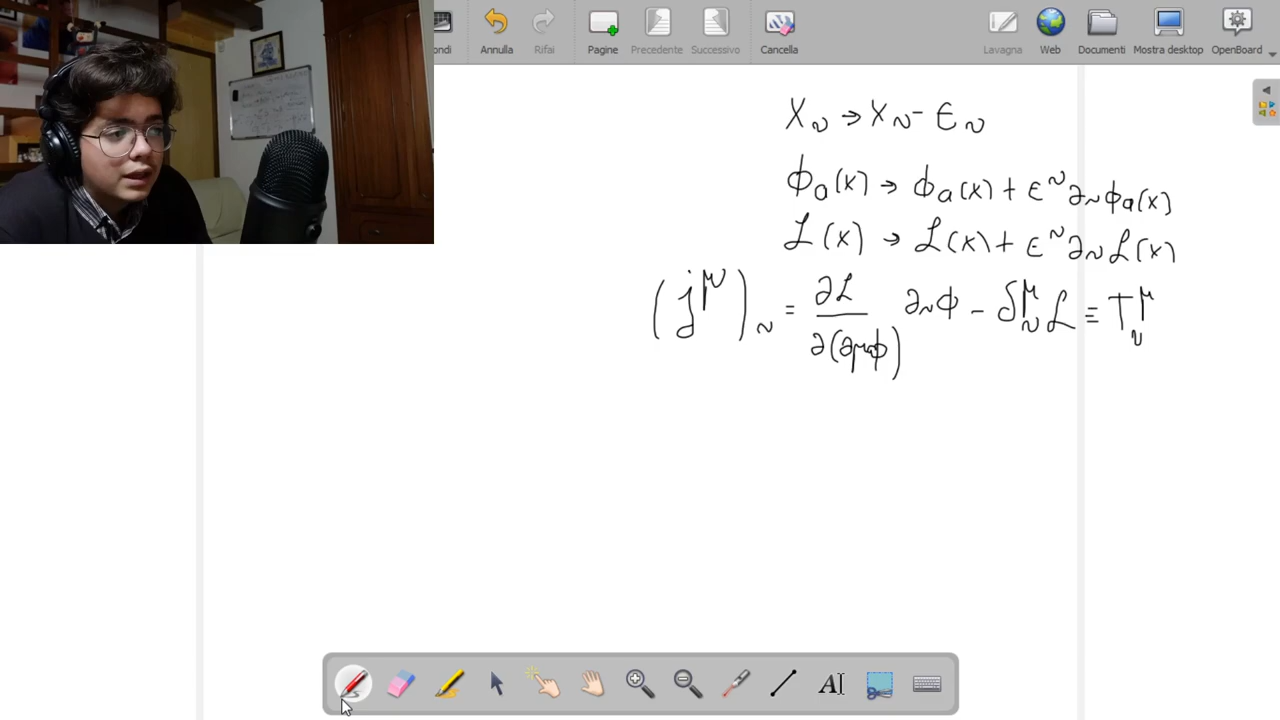 ondi Annulla Rifai Pagine Precedente Successivo Cancella Lavagna Web Documenti Mostra desktop OpenBoard
x_ν → x_ν - ε_ν
ϕ_a(x) → ϕ_a(x) + ε^ν ∂_ν ϕ_a(x)
ℒ(x) → ℒ(x) + ε^ν ∂_ν ℒ(x)
(j^μ)_ν = ∂ℒ / ∂(∂_μ ϕ) ∂_ν ϕ - δ^μ_ν ℒ ≡ T^μ_ν